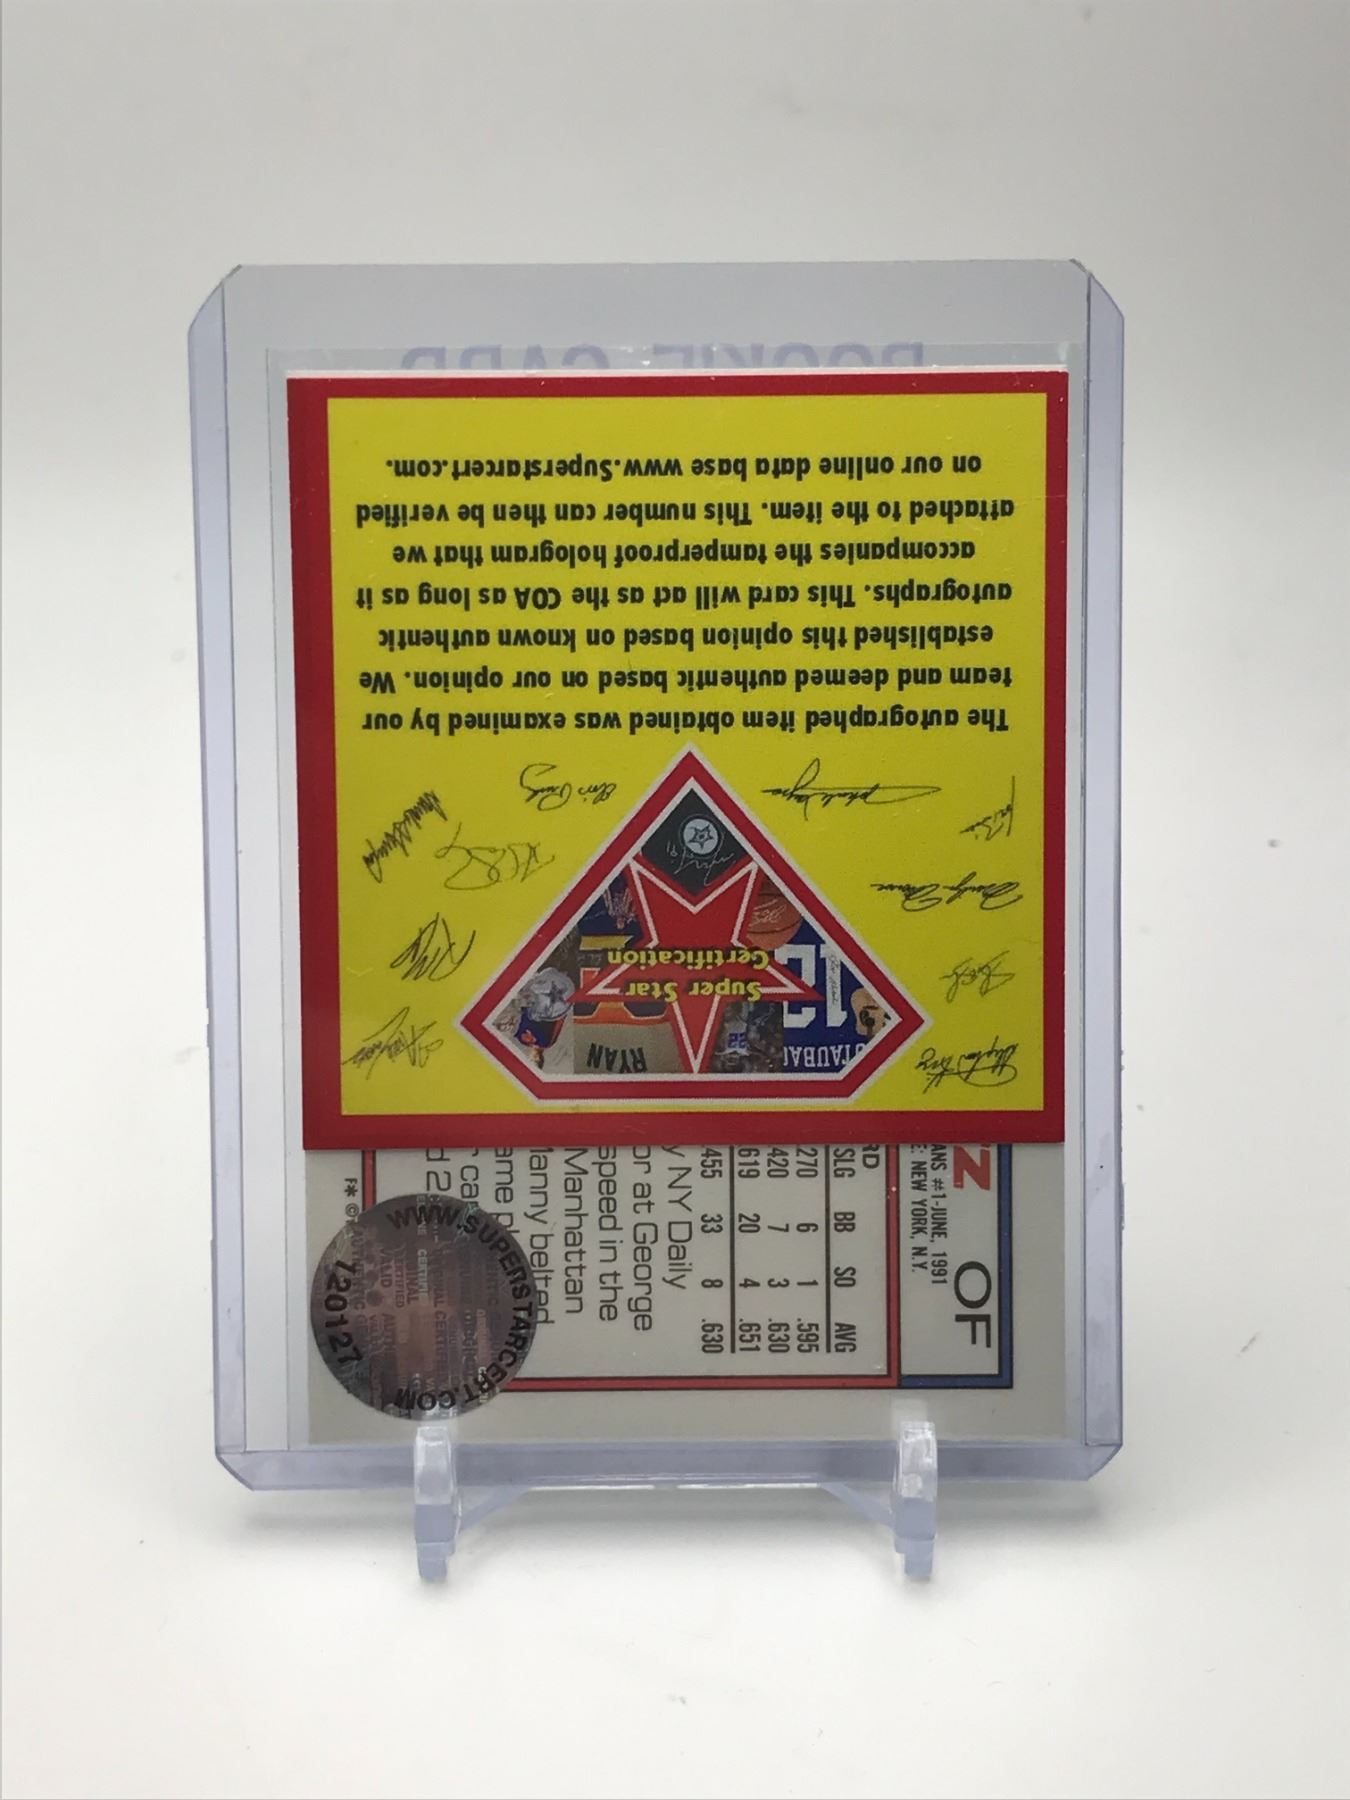 ROOKIE CARD
The autographed item obtained was examined by our
team and deemed authentic based on our opinion. We
established this opinion based on known authentic
autographs. This card will act as the COA as long as it
accompanies the tamperproof hologram that we
attached to the item. This number can then be verified
on our online data base www.Superstarcert.com.
Super Star
Certification
RYAN
STAUBA
12
OF
Z
ANS #1-JUNE, 1991
E: NEW YORK, N.Y.
RD
SLG BB SO AVG
.270 6 1 .595
420 7 3 .630
619 20 4 .651
455 33 8 .630
y NY Daily
or at George
speed in the
Manhattan
Manny belted
ame pl
r ca
d 2
F* ©
WWW.SUPERSTARCERT.COM
720127